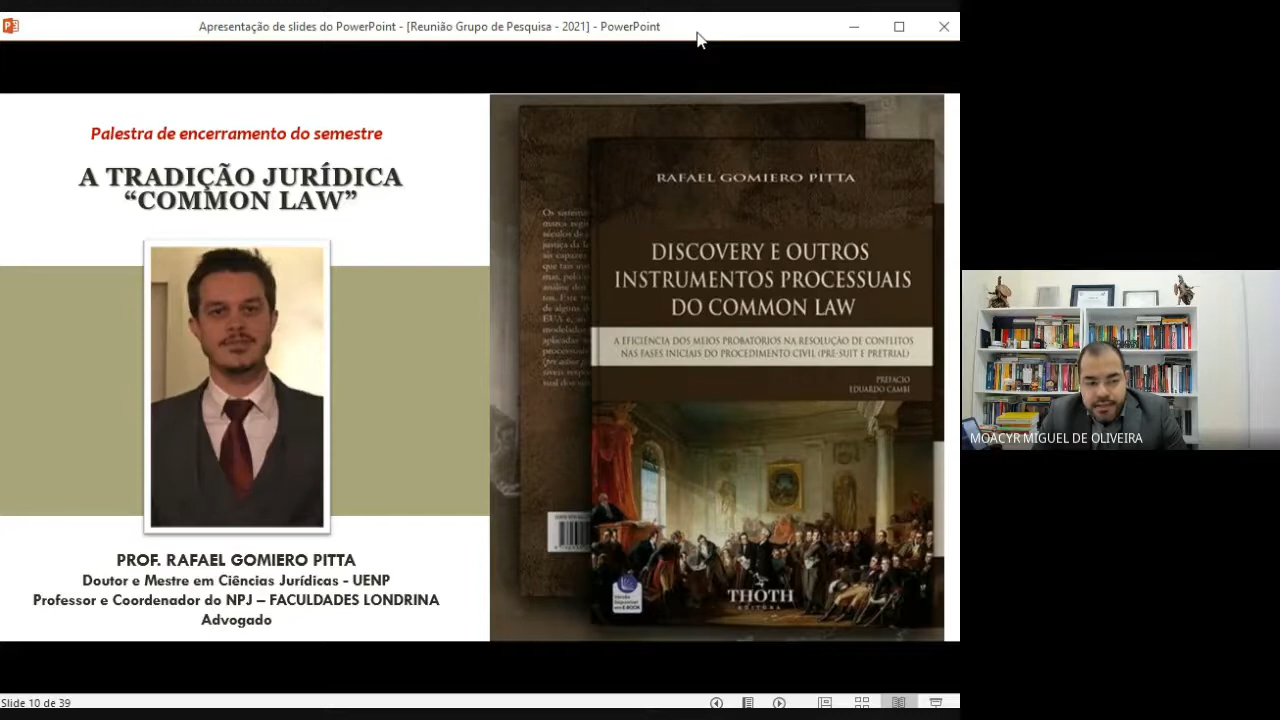 Apresentação de slides do PowerPoint - [Reunião Grupo de Pesquisa - 2021] - PowerPoint
Palestra de encerramento do semestre
A TRADIÇÃO JURÍDICA
“COMMON LAW”
PROF. RAFAEL GOMIERO PITTA
Doutor e Mestre em Ciências Jurídicas - UENP
Professor e Coordenador do NPJ – FACULDADES LONDRINA
Advogado
RAFAEL GOMIERO PITTA
DISCOVERY E OUTROS
INSTRUMENTOS PROCESSUAIS
DO COMMON LAW
A EFICIÊNCIA DOS MEIOS PROBATÓRIOS NA RESOLUÇÃO DE CONFLITOS
NAS FASES INICIAIS DO PROCEDIMENTO CIVIL (PRE-SUIT E PRETRIAL)
PREFÁCIO
EDUARDO CAMBI
THOTH
EDITORA
MOACYR MIGUEL DE OLIVEIRA
Slide 10 de 39